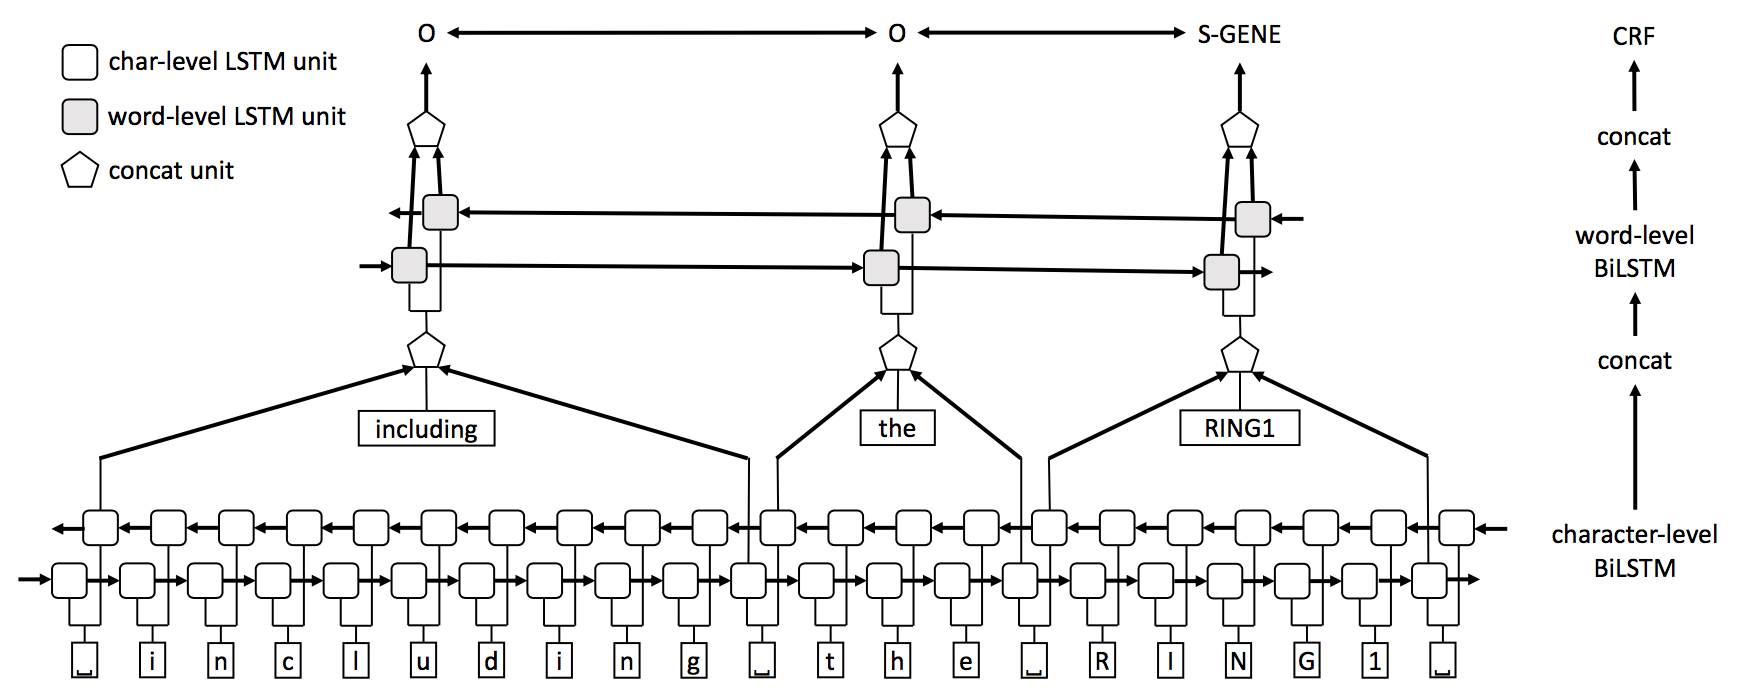 O O S-GENE CRF
char-level LSTM unit
word-level LSTM unit
concat unit
concat
word-level
BiLSTM
concat
including the RING1
character-level
BiLSTM
␣ i n c l u d i n g ␣ t h e ␣ R I N G 1 ␣